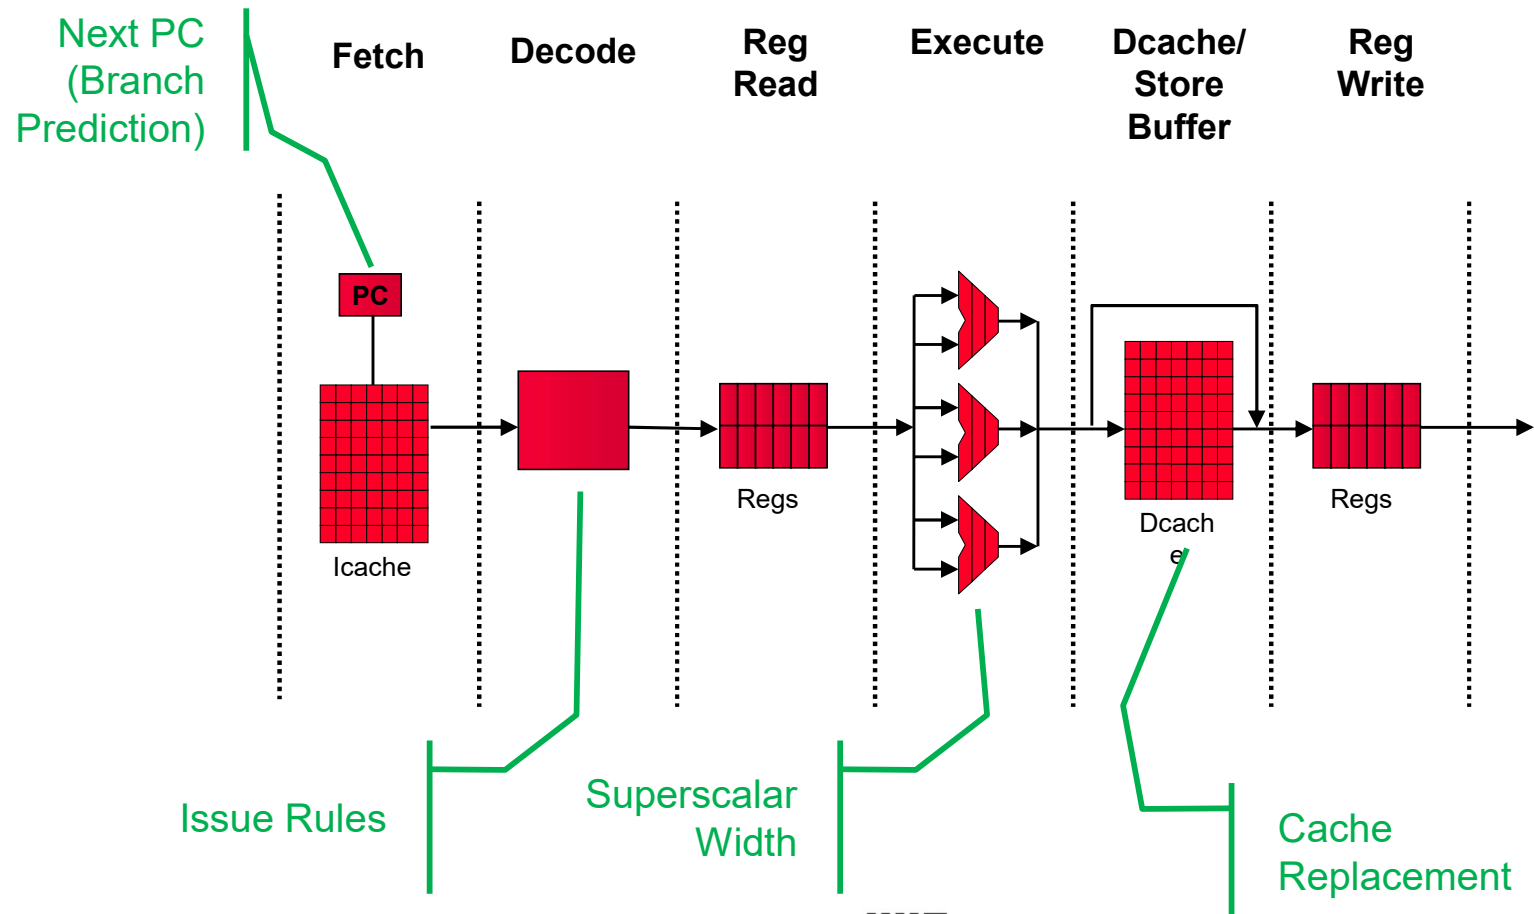 Next PC
(Branch
Prediction)
Fetch
Decode
Reg
Read
Execute
Dcache/
Store
Buffer
Reg
Write
PC
Icache
Regs
Dcach
e
Regs
Issue Rules
Superscalar
Width
Cache
Replacement